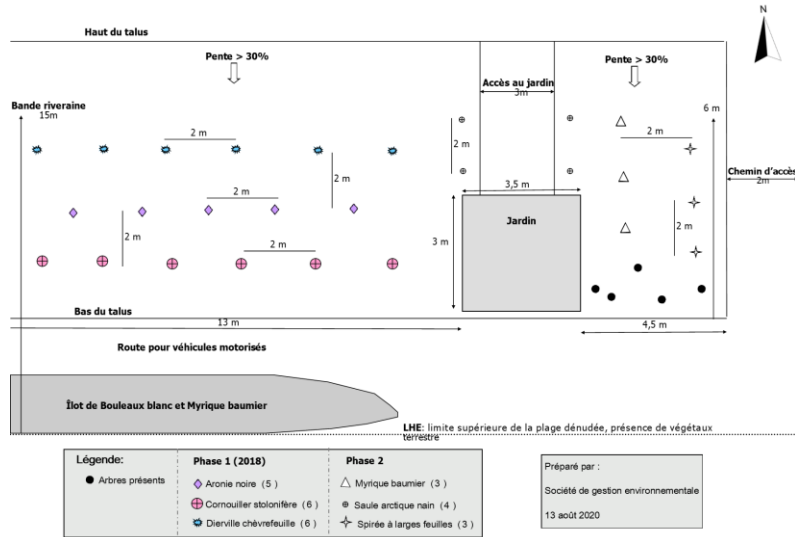 N
Haut du talus
Pente > 30%
Pente > 30%
Accès au jardin
3m
Bande riveraine
15m
6 m
2 m
2 m
2 m
Chemin d'accès
2m
2 m
3,5 m
2 m
Jardin
2 m
3 m
2 m
2 m
Bas du talus
13 m
4,5 m
Route pour véhicules motorisés
Îlot de Bouleaux blanc et Myrique baumier
LHE: limite supérieure de la plage dénudée, présence de végétaux
terrestre
Légende:
Arbres présents
Phase 1 (2018)
Aronie noire ( 5 )
Cornouiller stolonifère ( 6 )
Dierville chèvrefeuille ( 6 )
Phase 2
Myrique baumier ( 3 )
Saule arctique nain ( 4 )
Spirée à larges feuilles ( 3 )
Préparé par :
Société de gestion environnementale
13 août 2020